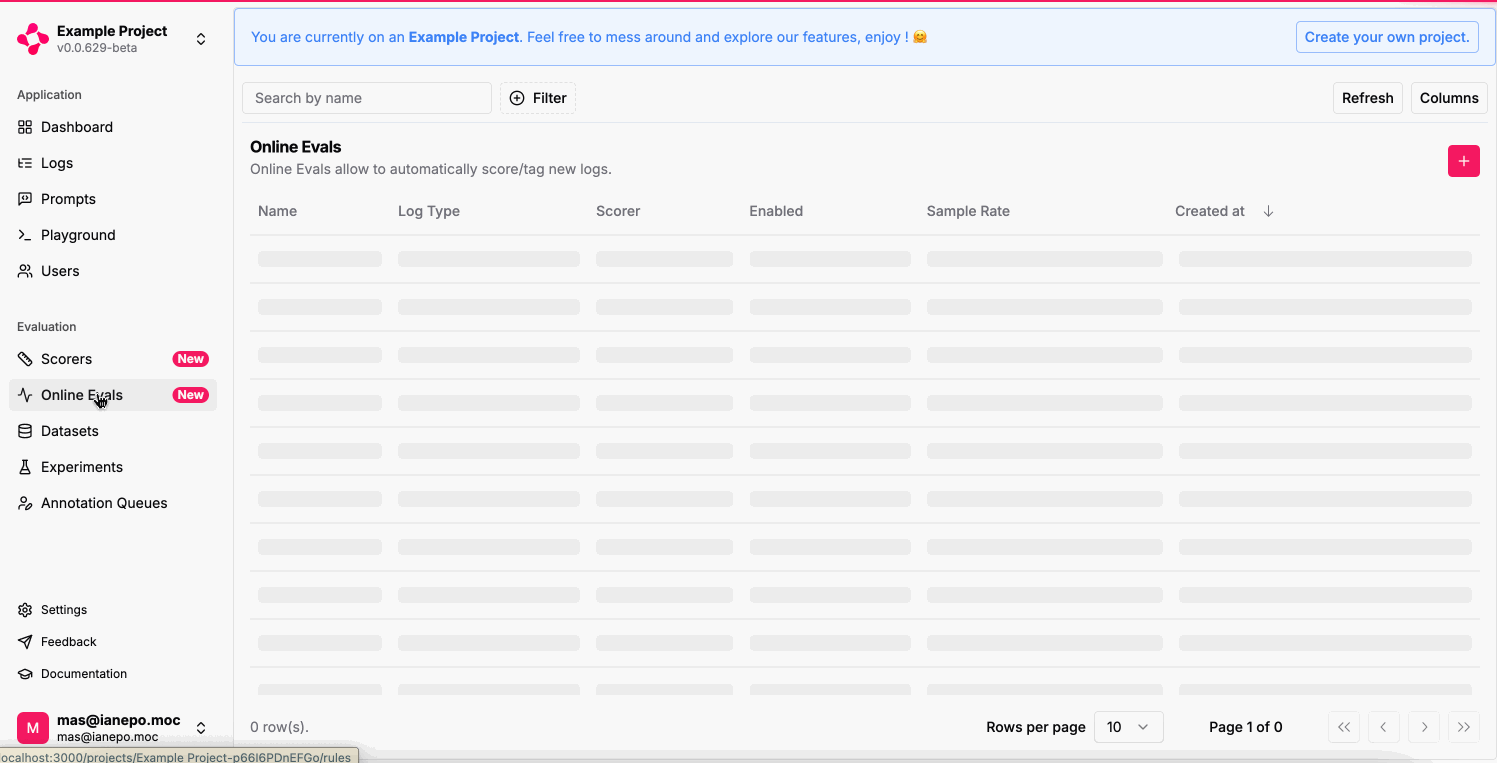 Example Project
v0.0.629-beta
Application
Dashboard
Logs
Prompts
Playground
Users
Evaluation
Scorers New
Online Evals New
Datasets
Experiments
Annotation Queues
Settings
Feedback
Documentation
M
mas@ianepo.moc
mas@ianepo.moc
ocalhost:3000/projects/Example Project-p66I6PDnEFGo/rules
You are currently on an Example Project. Feel free to mess around and explore our features, enjoy ! 🤗
Create your own project.
Search by name
Filter
Refresh
Columns
Online Evals
Online Evals allow to automatically score/tag new logs.
Name Log Type Scorer Enabled Sample Rate Created at
0 row(s).
Rows per page 10
Page 1 of 0